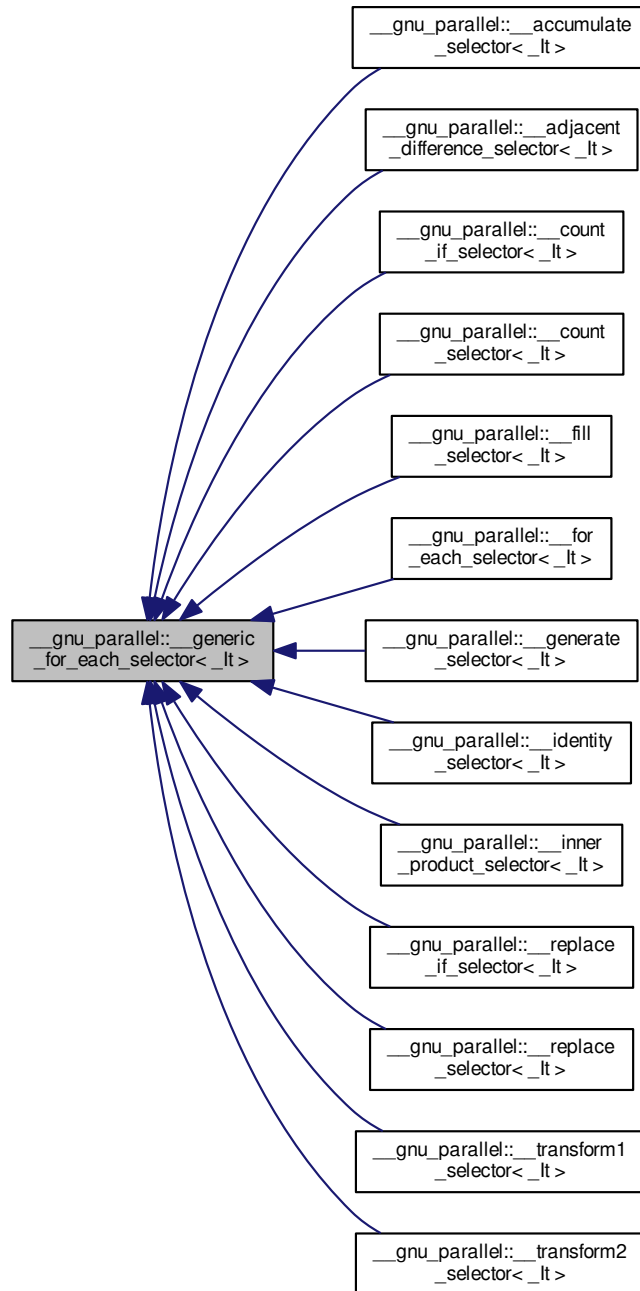 __gnu_parallel::__accumulate
_selector< _It >
__gnu_parallel::__adjacent
_difference_selector< _It >
__gnu_parallel::__count
_if_selector< _It >
__gnu_parallel::__count
_selector< _It >
__gnu_parallel::__fill
_selector< _It >
__gnu_parallel::__for
_each_selector< _It >
__gnu_parallel::__generic
_for_each_selector< _It >
__gnu_parallel::__generate
_selector< _It >
__gnu_parallel::__identity
_selector< _It >
__gnu_parallel::__inner
_product_selector< _It >
__gnu_parallel::__replace
_if_selector< _It >
__gnu_parallel::__replace
_selector< _It >
__gnu_parallel::__transform1
_selector< _It >
__gnu_parallel::__transform2
_selector< _It >